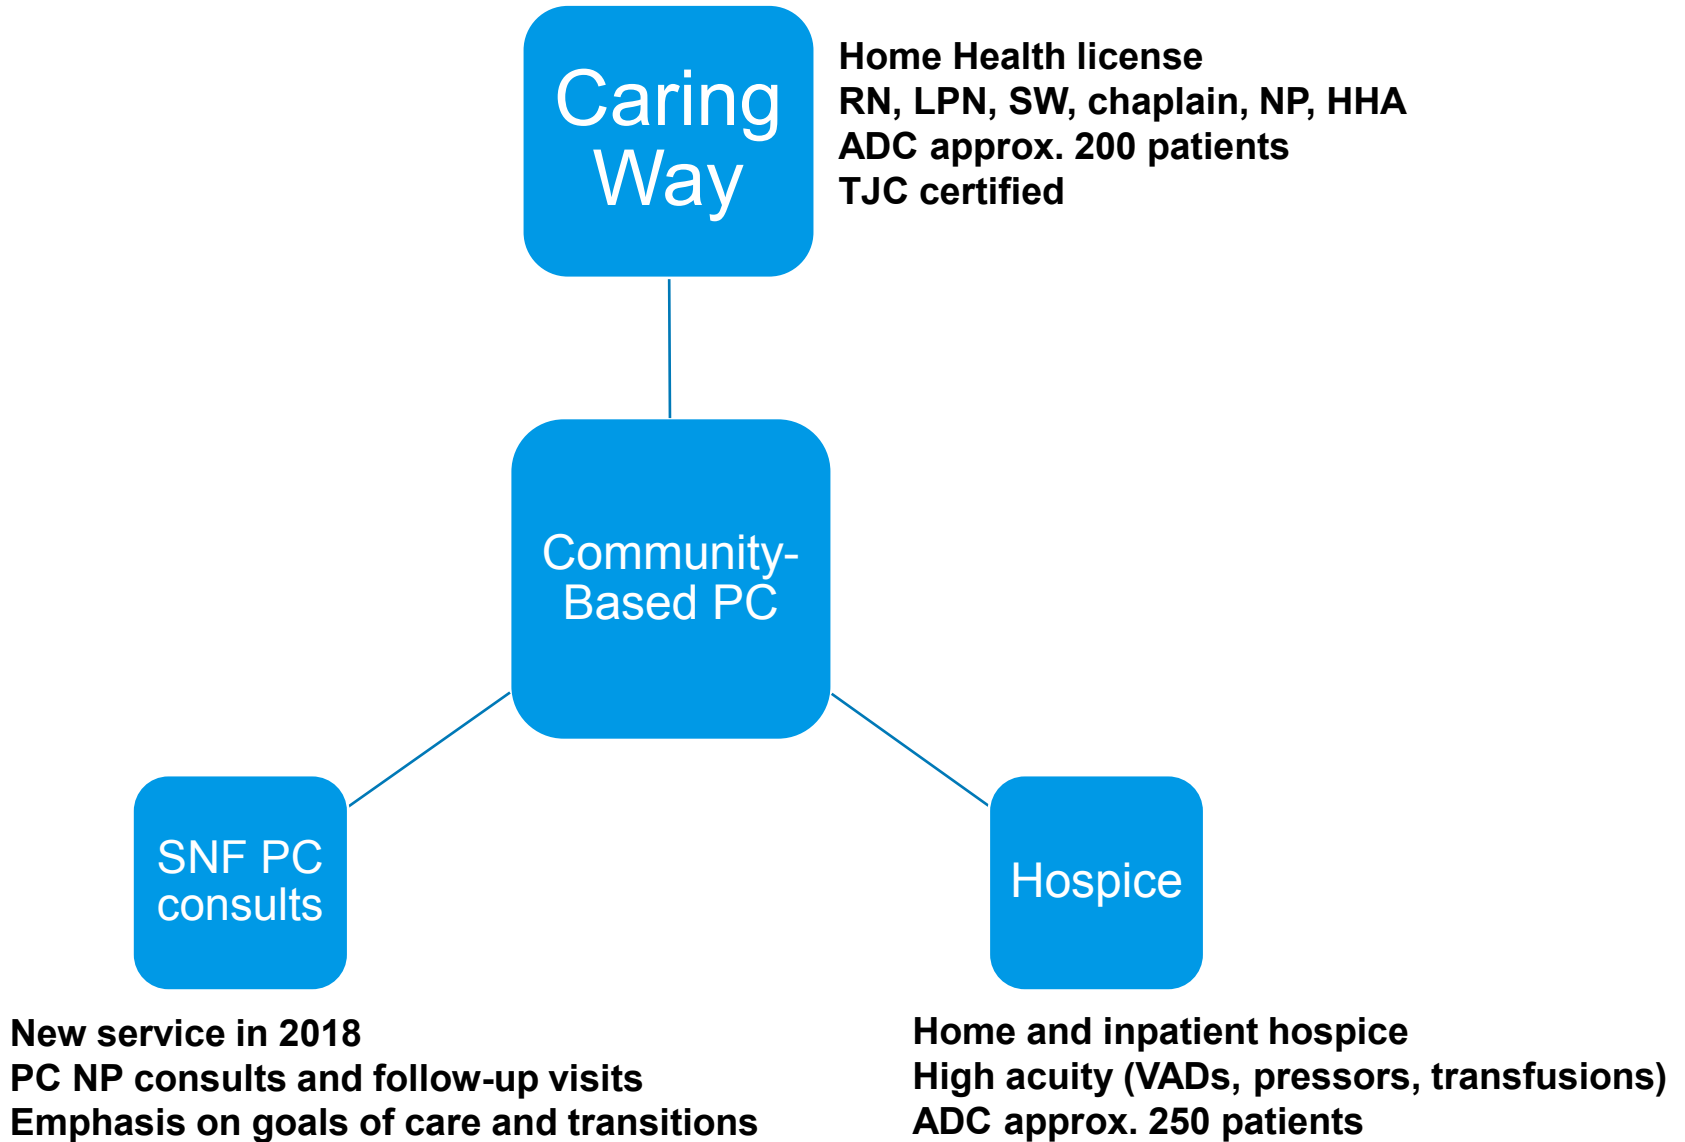 Caring
Way
Home Health license
RN, LPN, SW, chaplain, NP, HHA
ADC approx. 200 patients
TJC certified
Community-
Based PC
SNF PC
consults
Hospice
New service in 2018
PC NP consults and follow-up visits
Emphasis on goals of care and transitions
Home and inpatient hospice
High acuity (VADs, pressors, transfusions)
ADC approx. 250 patients